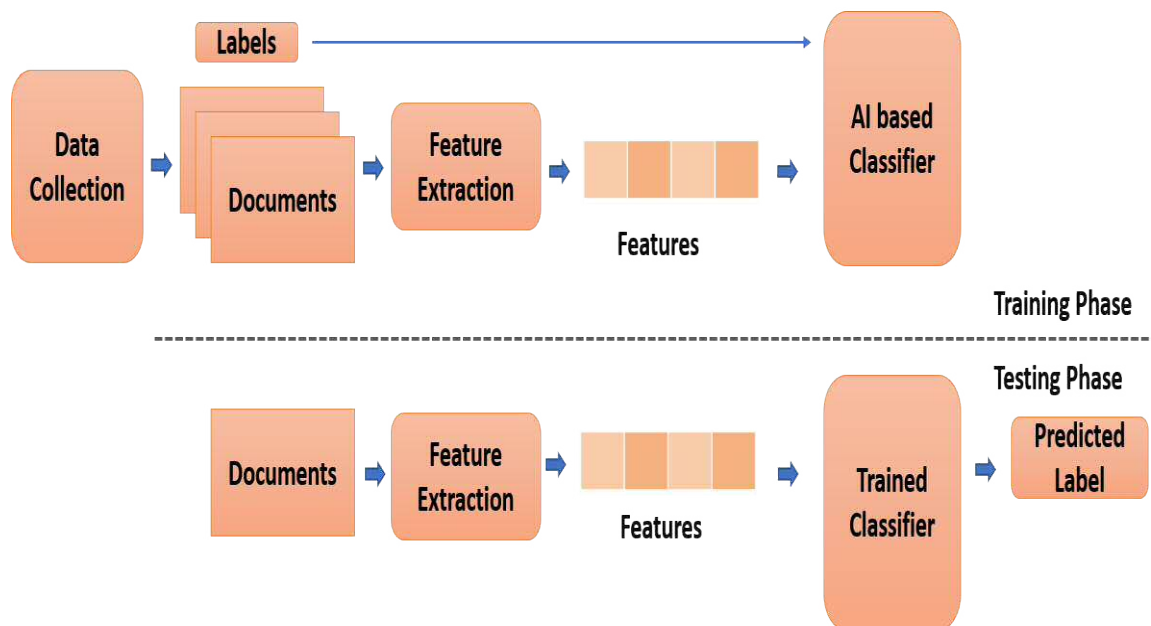 Labels
Data
Collection
Documents
Feature
Extraction
Features
AI based
Classifier
Training Phase
Testing Phase
Documents
Feature
Extraction
Features
Trained
Classifier
Predicted
Label